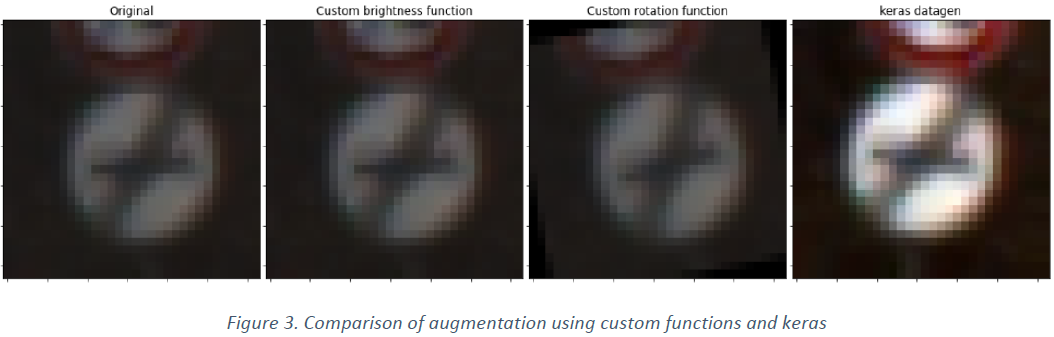 Original
Custom brightness function
Custom rotation function
keras datagen
Figure 3. Comparison of augmentation using custom functions and keras